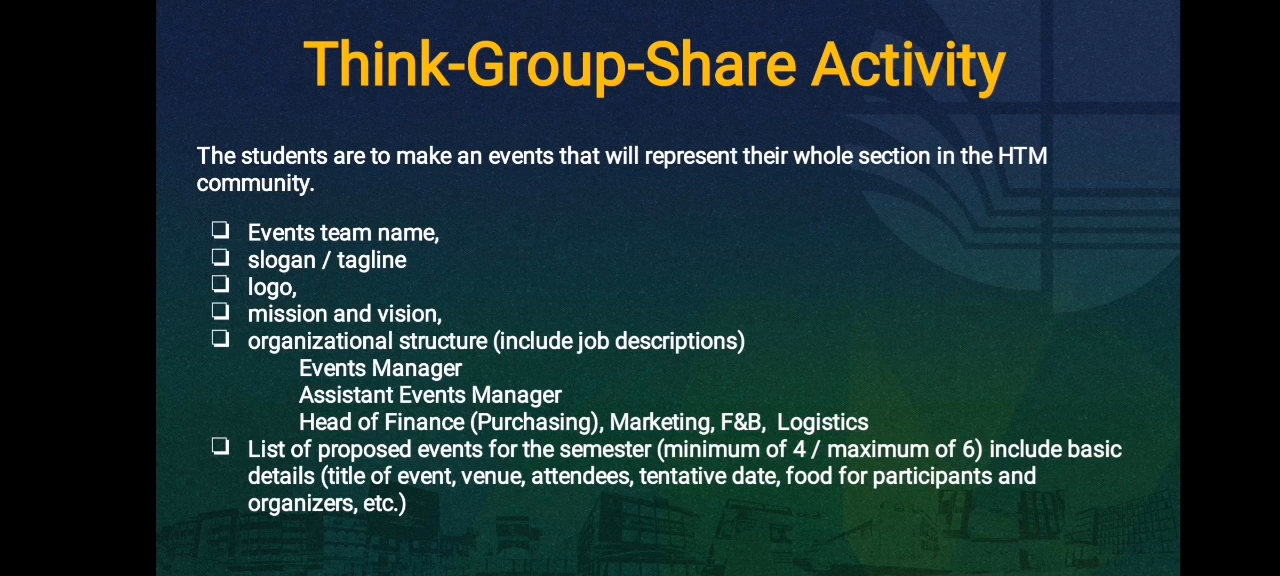 Think-Group-Share Activity
The students are to make an events that will represent their whole section in the HTM
community.
❏ Events team name,
❏ slogan / tagline
❏ logo,
❏ mission and vision,
❏ organizational structure (include job descriptions)
Events Manager
Assistant Events Manager
Head of Finance (Purchasing), Marketing, F&B,  Logistics
❏ List of proposed events for the semester (minimum of 4 / maximum of 6) include basic
details (title of event, venue, attendees, tentative date, food for participants and
organizers, etc.)